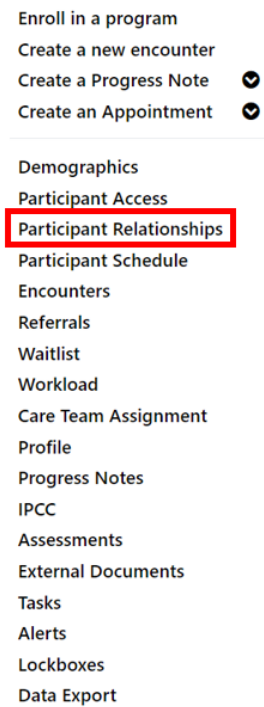 Enroll in a program
Create a new encounter
Create a Progress Note
Create an Appointment
Demographics
Participant Access
Participant Relationships
Participant Schedule
Encounters
Referrals
Waitlist
Workload
Care Team Assignment
Profile
Progress Notes
IPCC
Assessments
External Documents
Tasks
Alerts
Lockboxes
Data Export